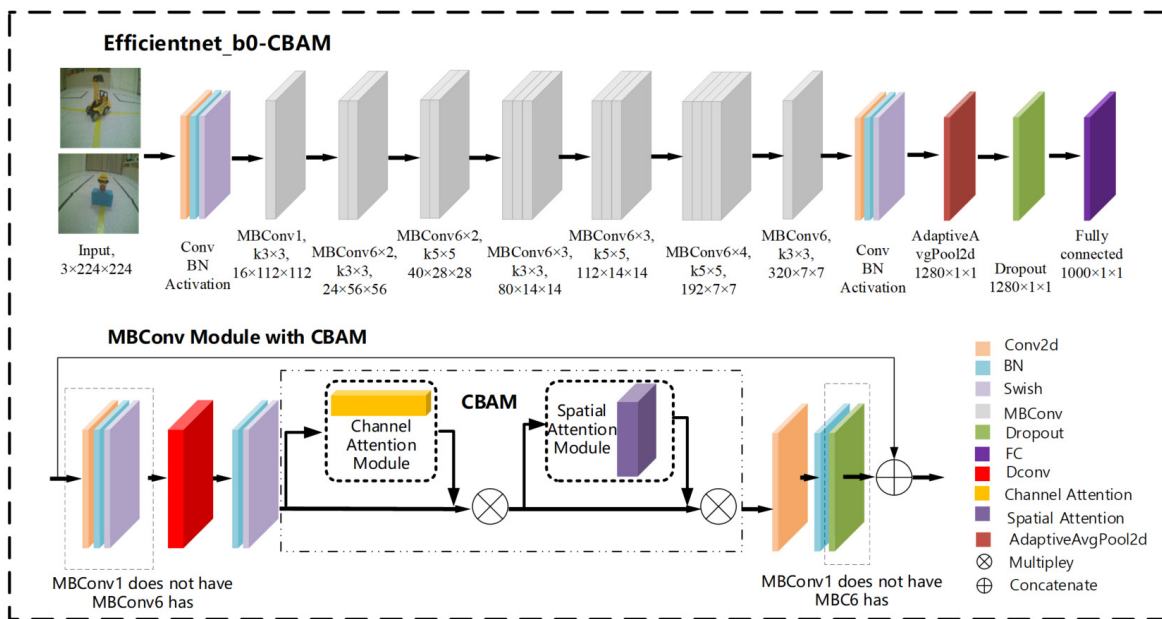 Efficientnet_b0-CBAM
Input,
3×224×224
Conv
BN
Activation
MBConv1,
k3×3,
16×112×112
MBConv6×2,
k3×3,
24×56×56
MBConv6×2,
k5×5
40×28×28
MBConv6×3,
k3×3,
80×14×14
MBConv6×3,
k5×5,
112×14×14
MBConv6×4,
k5×5,
192×7×7
MBConv6,
k3×3,
320×7×7
Conv
BN
Activation
AdaptiveA
vgPool2d
1280×1×1
Dropout
1280×1×1
Fully
connected
1000×1×1
MBConv Module with CBAM
CBAM
Channel
Attention
Module
Spatial
Attention
Module
MBConv1 does not have
MBConv6 has
MBConv1 does not have
MBC6 has
Conv2d
BN
Swish
MBConv
Dropout
FC
Dconv
Channel Attention
Spatial Attention
AdaptiveAvgPool2d
Multipley
Concatenate